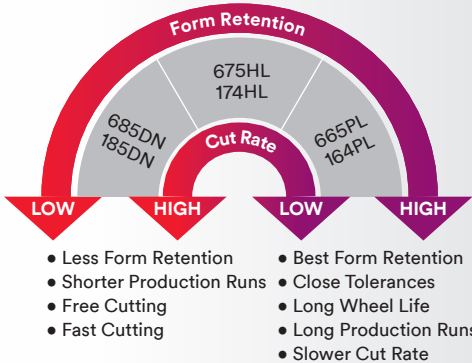 Form Retention
675HL
174HL
685DN
185DN
665PL
164PL
Cut Rate
LOW
HIGH
LOW
HIGH
● Less Form Retention
● Shorter Production Runs
● Free Cutting
● Fast Cutting
● Best Form Retention
● Close Tolerances
● Long Wheel Life
● Long Production Runs
● Slower Cut Rate